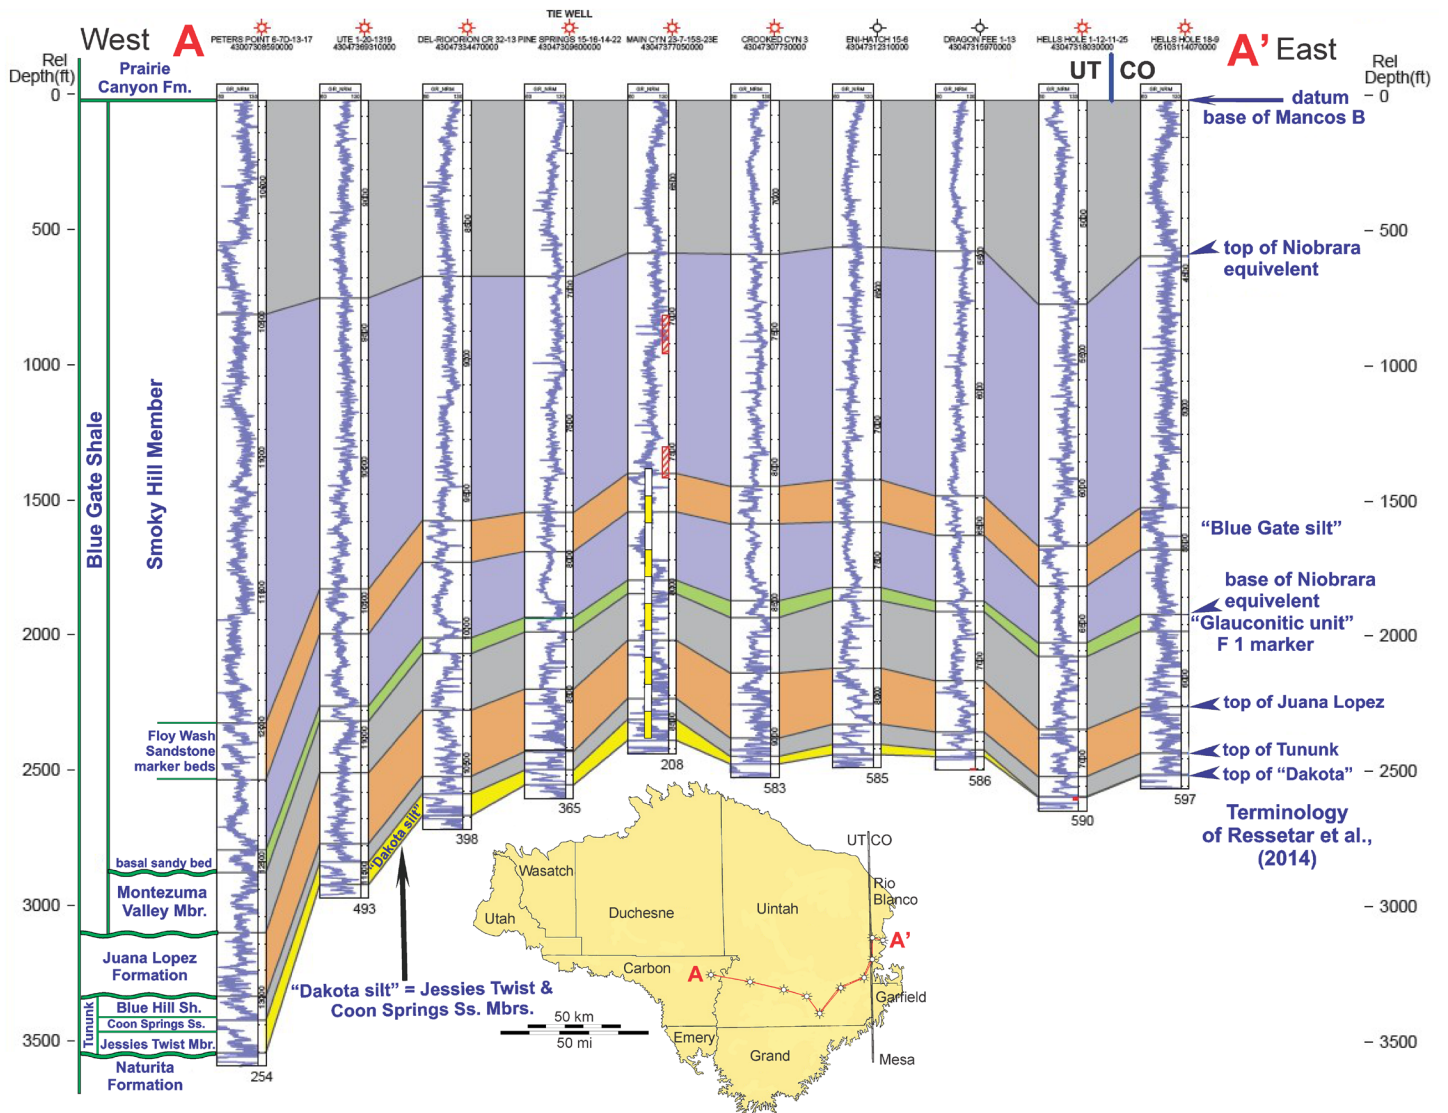 TIE WELL
West A
A' East
PETERS POINT 6-7D-13-17
43007308590000
UTE 1-20-1319
43047369310000
DEL-RIO/ORION CR 32-13
43047334470000
PINE SPRINGS 15-16-14-22
43047309600000
MAIN CYN 23-7-15S-23E
43047377050000
CROOKED CYN 3
43047307730000
ENI-HATCH 15-6
43047312310000
DRAGON FEE 1-13
43047315970000
HELLS HOLE 1-12-11-25
43047318030000
HELLS HOLE 18-9
05103114070000
UT CO
Rel
Depth(ft)
0
500
1000
1500
2000
2500
3000
3500
Rel
Depth(ft)
0
500
1000
1500
2000
2500
3000
3500
Prairie
Canyon Fm.
Blue Gate Shale
Smoky Hill Member
Floy Wash
Sandstone
marker beds
basal sandy bed
Montezuma
Valley Mbr.
Juana Lopez
Formation
Tununk
Blue Hill Sh.
Coon Springs Ss.
Jessies Twist Mbr.
Naturita
Formation
datum
base of Mancos B
top of Niobrara
equivelent
“Blue Gate silt”
base of Niobrara
equivelent
“Glauconitic unit”
F 1 marker
top of Juana Lopez
top of Tununk
top of “Dakota”
Terminology
of Ressetar et al.,
(2014)
254
493
398
365
208
583
585
586
590
597
“Dakota silt”
“Dakota silt” = Jessies Twist &
Coon Springs Ss. Mbrs.
50 km
50 mi
UT CO
Wasatch
Utah
Duchesne
Uintah
Rio
Blanco
Carbon
A
A'
Garfield
Emery
Grand
Mesa